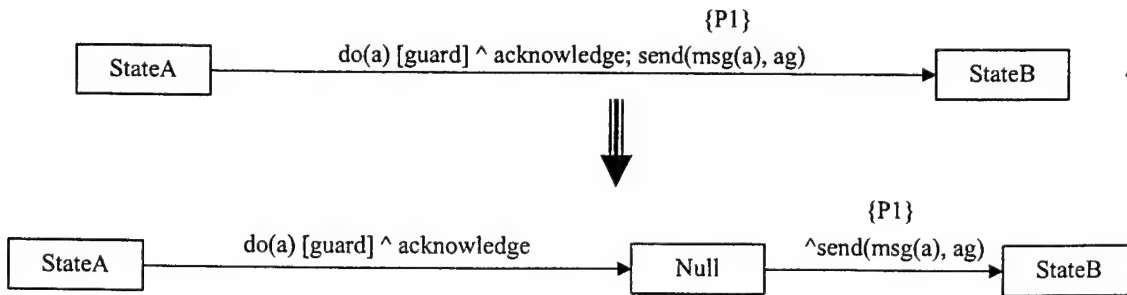 {P1}
do(a) [guard] ^ acknowledge; send(msg(a), ag)
StateA
StateB
{P1}
do(a) [guard] ^ acknowledge
^send(msg(a), ag)
StateA
Null
StateB